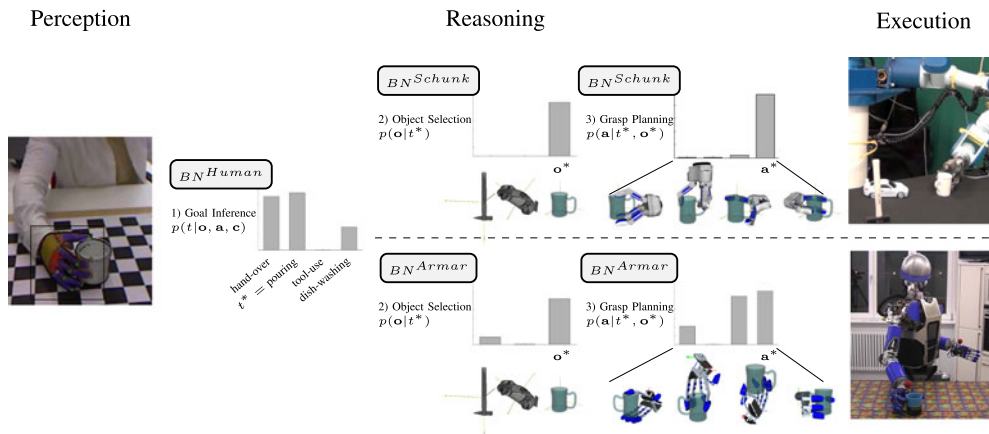 Perception
Reasoning
Execution
BN^{Human}
1) Goal Inference
p(t|o, a, c)
hand-over
t* = pouring
tool-use
dish-washing
BN^{Schunk}
2) Object Selection
p(o|t*)
o*
BN^{Schunk}
3) Grasp Planning
p(a|t*, o*)
a*
BN^{Armar}
2) Object Selection
p(o|t*)
o*
BN^{Armar}
3) Grasp Planning
p(a|t*, o*)
a*